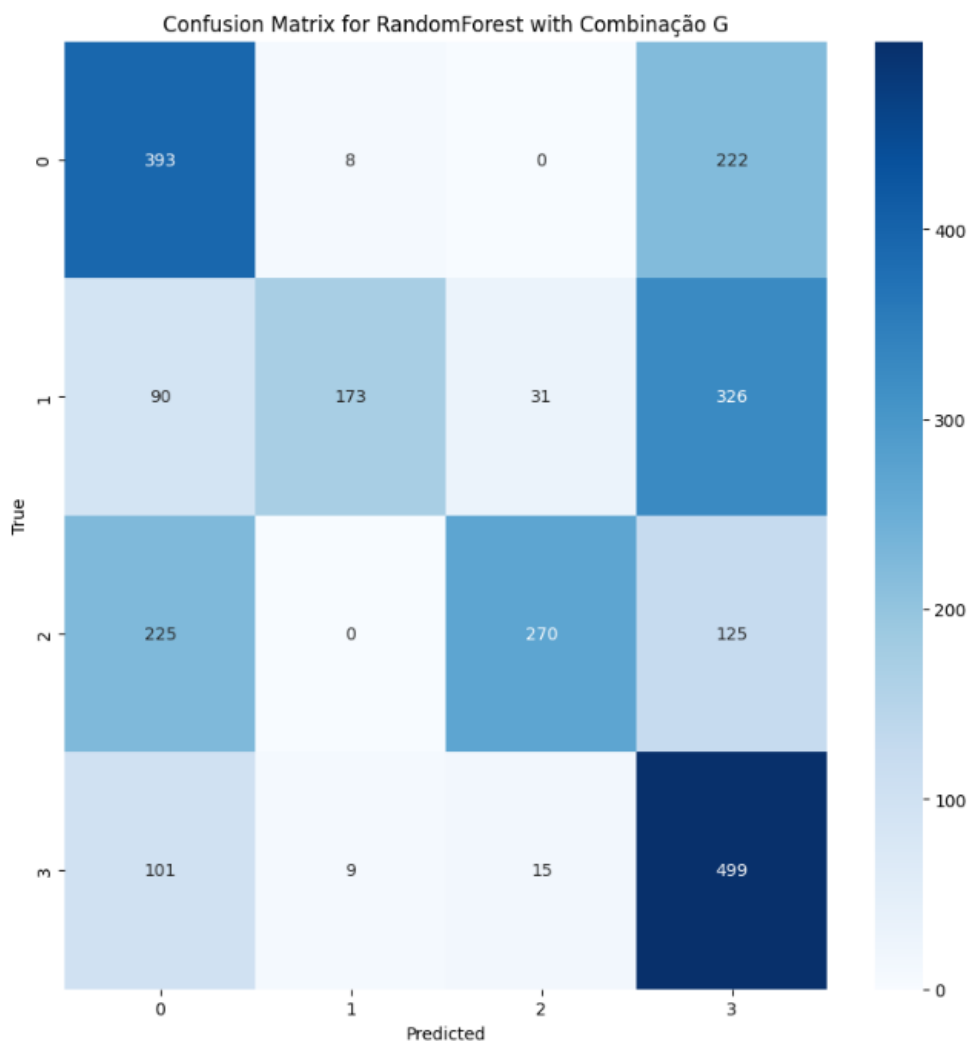 Confusion Matrix for RandomForest with Combinação G
0 393 8 0 222
1 90 173 31 326
2 225 0 270 125
3 101 9 15 499
0 1 2 3
True
Predicted
400
300
200
100
0